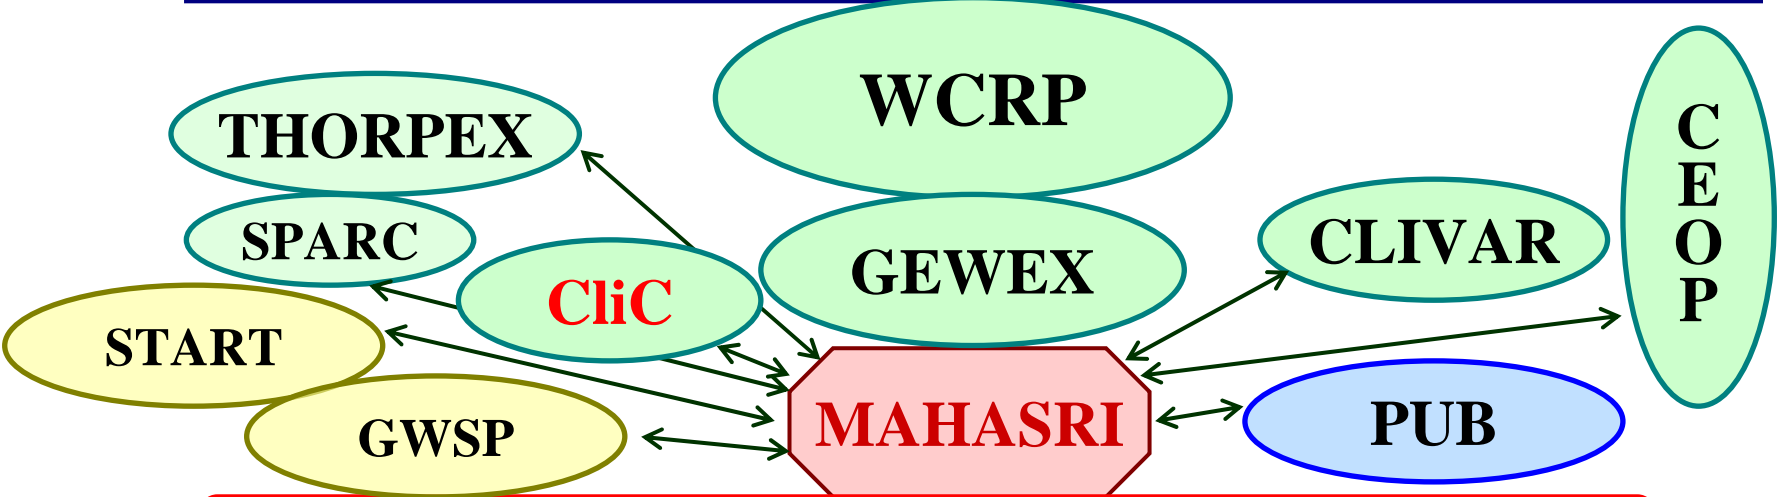 WCRP
THORPEX
SPARC
CliC
GEWEX
CLIVAR
C
E
O
P
START
GWSP
MAHASRI
PUB